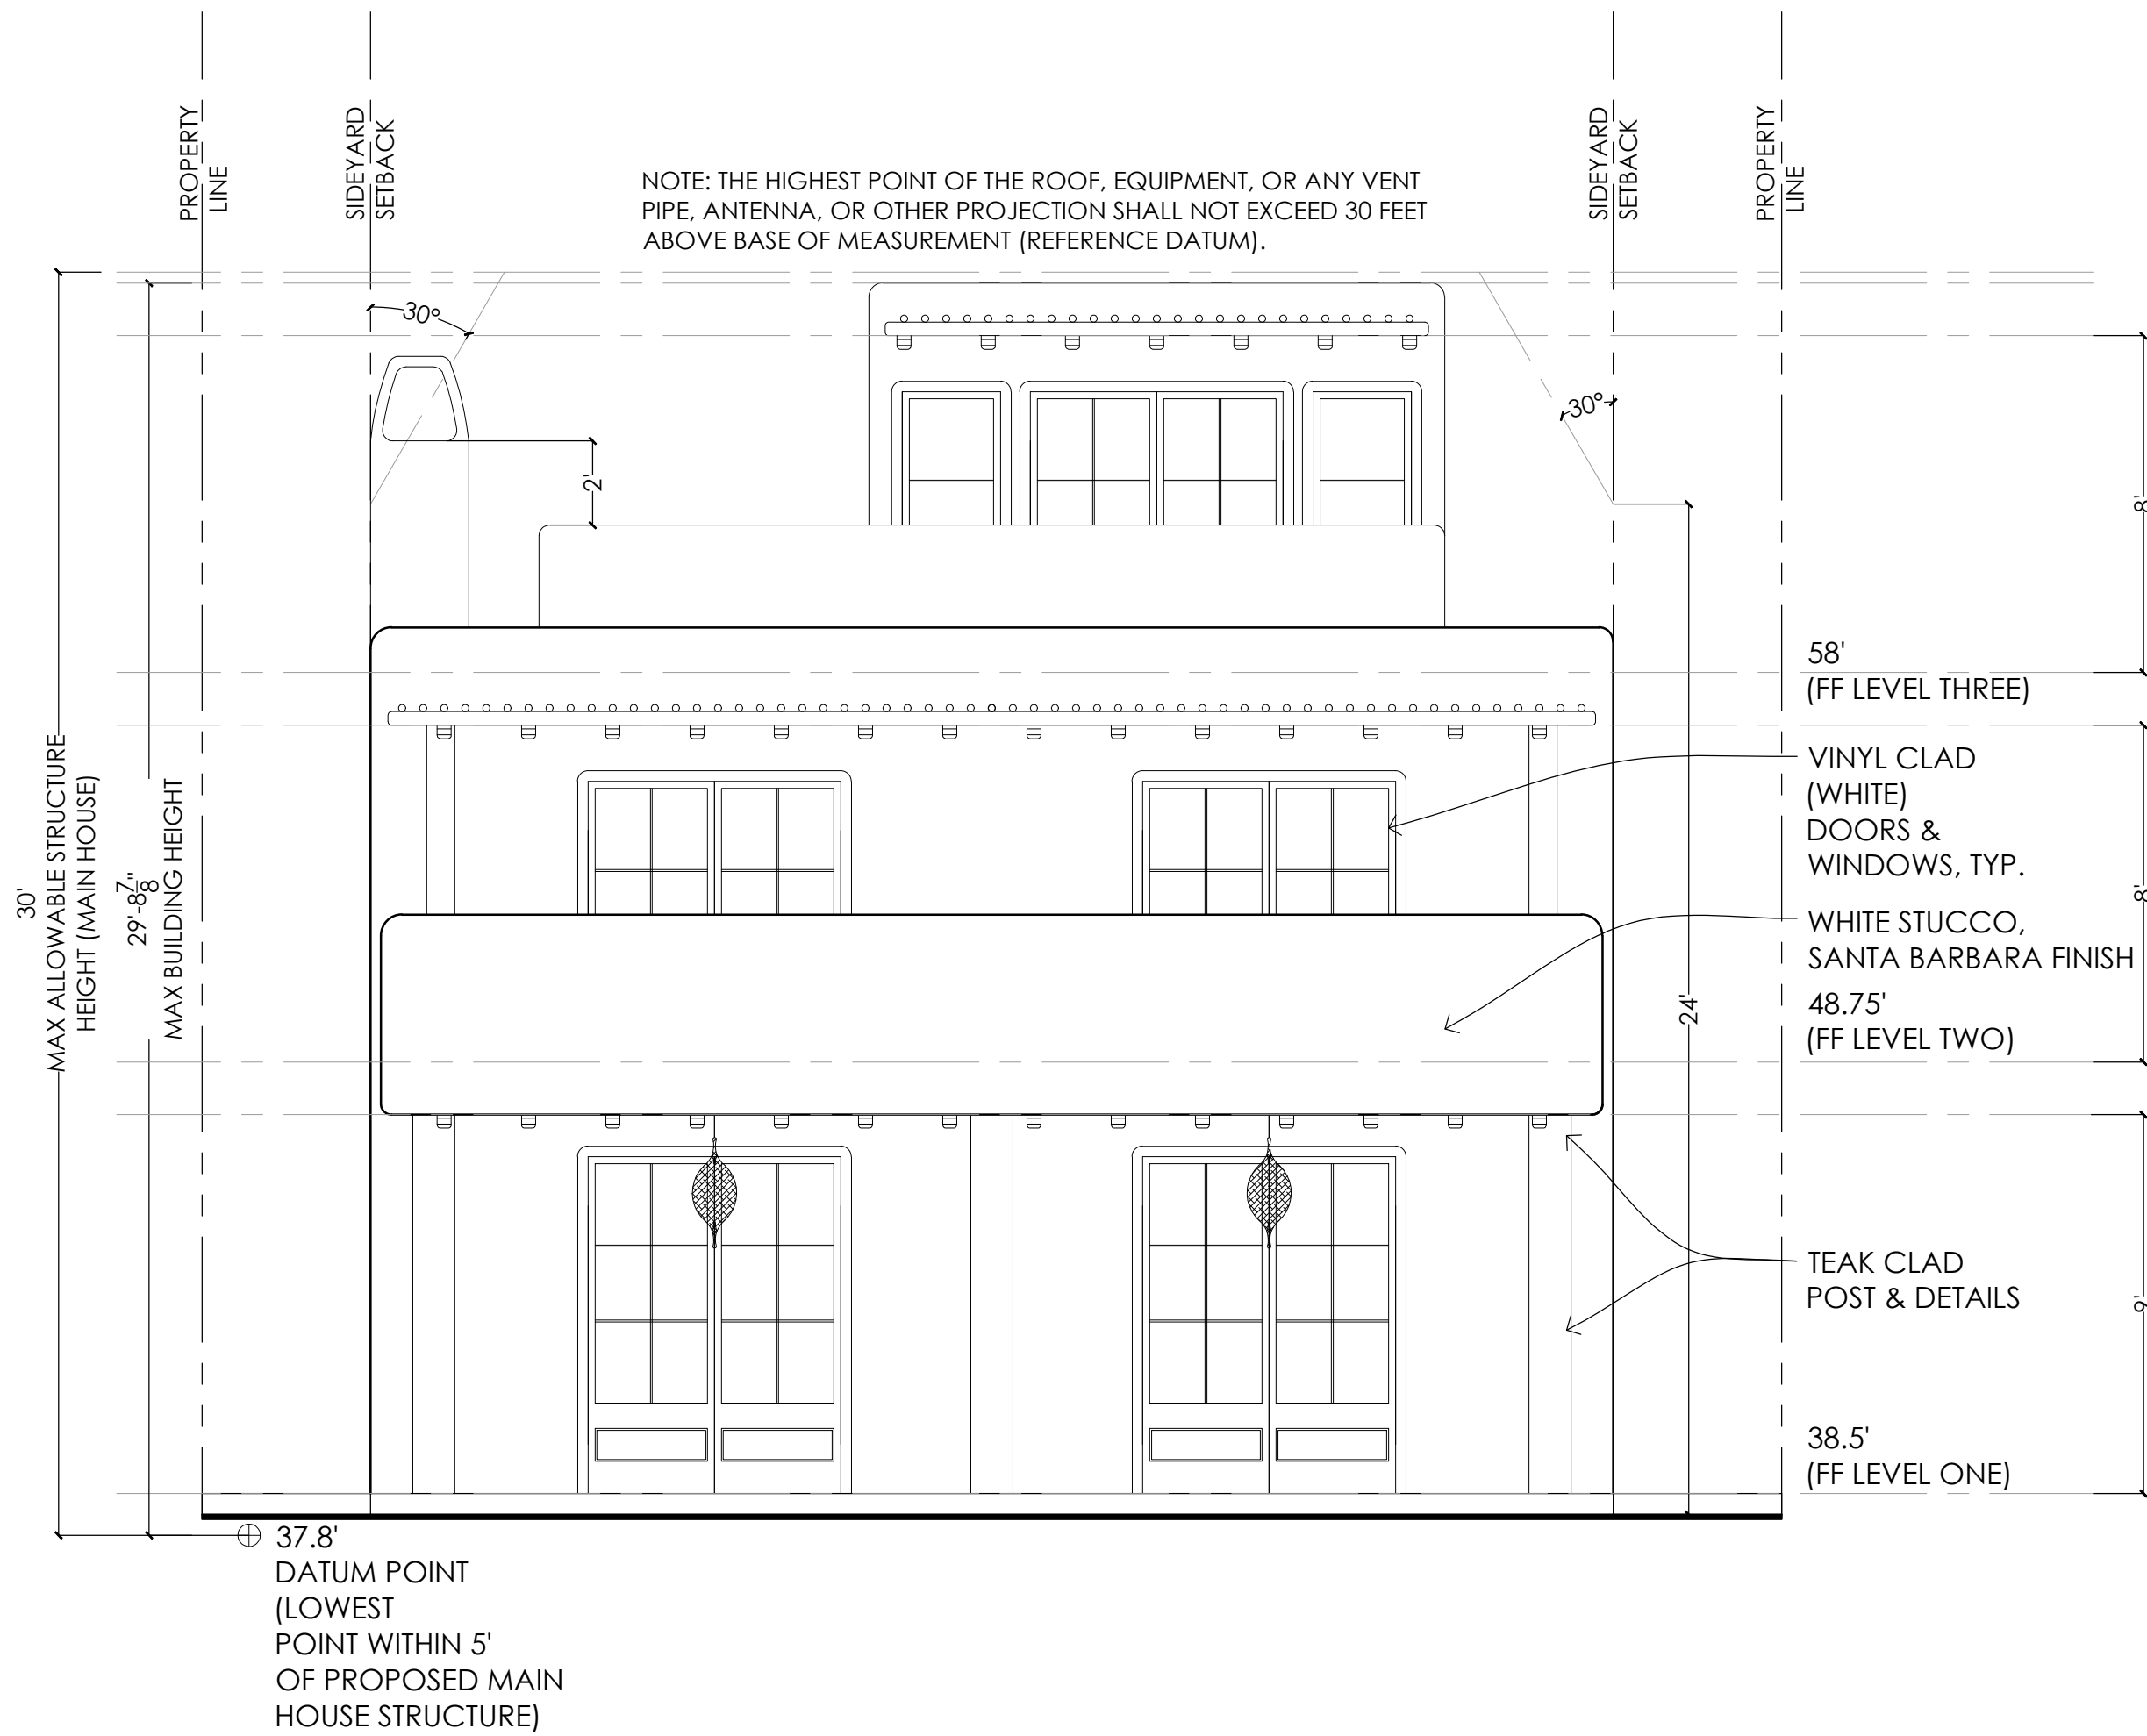 PROPERTY
LINE
SIDEYARD
SETBACK
SIDEYARD
SETBACK
PROPERTY
LINE
NOTE: THE HIGHEST POINT OF THE ROOF, EQUIPMENT, OR ANY VENT
PIPE, ANTENNA, OR OTHER PROJECTION SHALL NOT EXCEED 30 FEET
ABOVE BASE OF MEASUREMENT (REFERENCE DATUM).
30°
30°
2'
8'
58'
(FF LEVEL THREE)
VINYL CLAD
(WHITE)
DOORS &
WINDOWS, TYP.
8'
WHITE STUCCO,
SANTA BARBARA FINISH
30'
MAX ALLOWABLE STRUCTURE
HEIGHT (MAIN HOUSE)
29'-8 7/8"
MAX BUILDING HEIGHT
24'
48.75'
(FF LEVEL TWO)
TEAK CLAD
POST & DETAILS
9'
38.5'
(FF LEVEL ONE)
37.8'
DATUM POINT
(LOWEST
POINT WITHIN 5'
OF PROPOSED MAIN
HOUSE STRUCTURE)